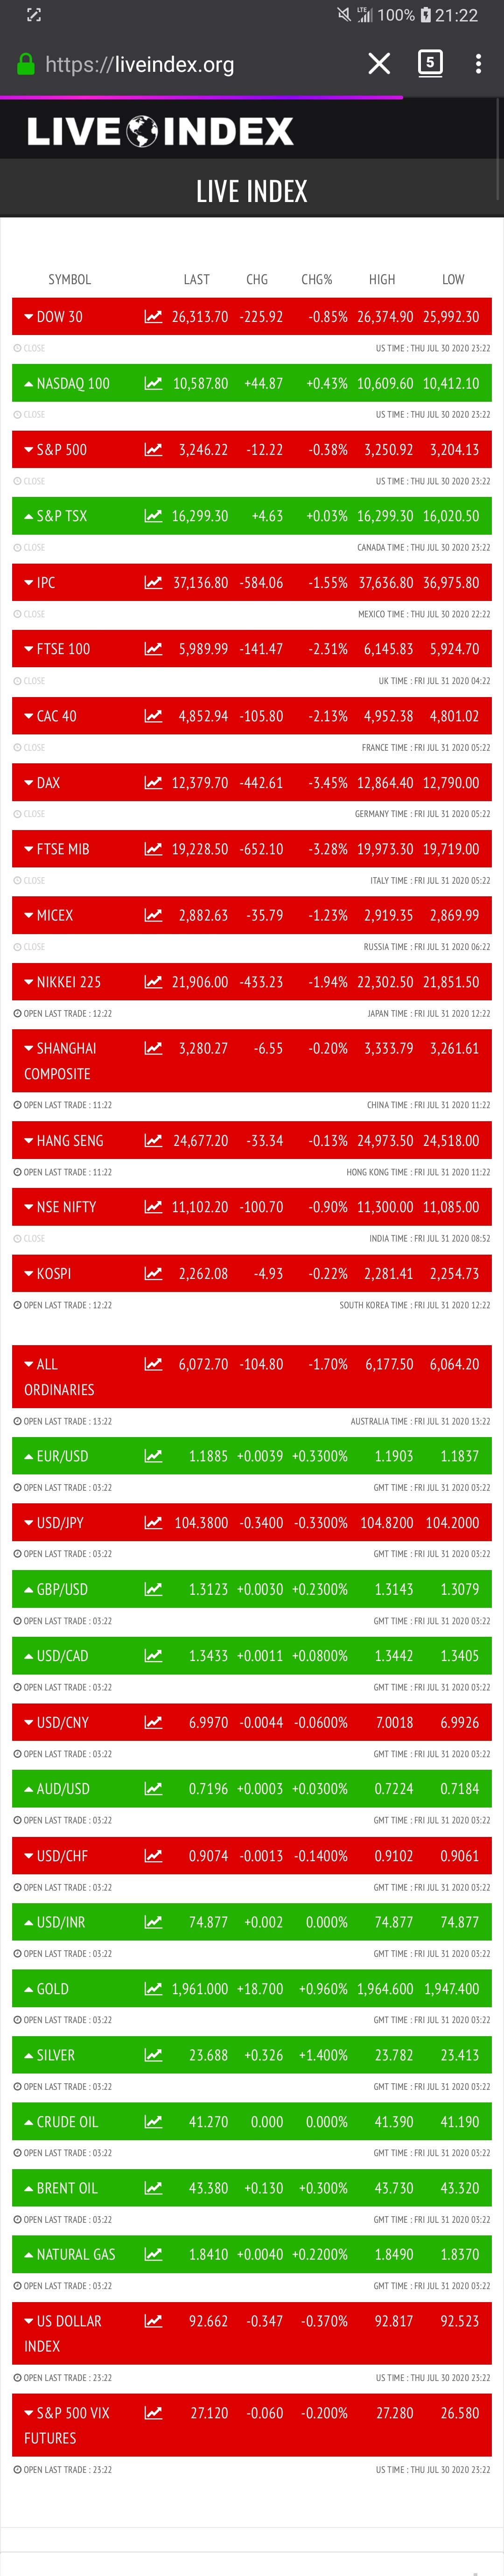 LTE 100% 21:22
https://liveindex.org 5
LIVE INDEX
LIVE INDEX
SYMBOL LAST CHG CHG% HIGH LOW
DOW 30 26,313.70 -225.92 -0.85% 26,374.90 25,992.30
CLOSE US TIME : THU JUL 30 2020 23:22
NASDAQ 100 10,587.80 +44.87 +0.43% 10,609.60 10,412.10
CLOSE US TIME : THU JUL 30 2020 23:22
S&P 500 3,246.22 -12.22 -0.38% 3,250.92 3,204.13
CLOSE US TIME : THU JUL 30 2020 23:22
S&P TSX 16,299.30 +4.63 +0.03% 16,299.30 16,020.50
CLOSE CANADA TIME : THU JUL 30 2020 23:22
IPC 37,136.80 -584.06 -1.55% 37,636.80 36,975.80
CLOSE MEXICO TIME : THU JUL 30 2020 22:22
FTSE 100 5,989.99 -141.47 -2.31% 6,145.83 5,924.70
CLOSE UK TIME : FRI JUL 31 2020 04:22
CAC 40 4,852.94 -105.80 -2.13% 4,952.38 4,801.02
CLOSE FRANCE TIME : FRI JUL 31 2020 05:22
DAX 12,379.70 -442.61 -3.45% 12,864.40 12,790.00
CLOSE GERMANY TIME : FRI JUL 31 2020 05:22
FTSE MIB 19,228.50 -652.10 -3.28% 19,973.30 19,719.00
CLOSE ITALY TIME : FRI JUL 31 2020 05:22
MICEX 2,882.63 -35.79 -1.23% 2,919.35 2,869.99
CLOSE RUSSIA TIME : FRI JUL 31 2020 06:22
NIKKEI 225 21,906.00 -433.23 -1.94% 22,302.50 21,851.50
OPEN LAST TRADE : 12:22 JAPAN TIME : FRI JUL 31 2020 12:22
SHANGHAI 3,280.27 -6.55 -0.20% 3,333.79 3,261.61
COMPOSITE
OPEN LAST TRADE : 11:22 CHINA TIME : FRI JUL 31 2020 11:22
HANG SENG 24,677.20 -33.34 -0.13% 24,973.50 24,518.00
OPEN LAST TRADE : 11:22 HONG KONG TIME : FRI JUL 31 2020 11:22
NSE NIFTY 11,102.20 -100.70 -0.90% 11,300.00 11,085.00
CLOSE INDIA TIME : FRI JUL 31 2020 08:52
KOSPI 2,262.08 -4.93 -0.22% 2,281.41 2,254.73
OPEN LAST TRADE : 12:22 SOUTH KOREA TIME : FRI JUL 31 2020 12:22
ALL 6,072.70 -104.80 -1.70% 6,177.50 6,064.20
ORDINARIES
OPEN LAST TRADE : 13:22 AUSTRALIA TIME : FRI JUL 31 2020 13:22
EUR/USD 1.1885 +0.0039 +0.3300% 1.1903 1.1837
OPEN LAST TRADE : 03:22 GMT TIME : FRI JUL 31 2020 03:22
USD/JPY 104.3800 -0.3400 -0.3300% 104.8200 104.2000
OPEN LAST TRADE : 03:22 GMT TIME : FRI JUL 31 2020 03:22
GBP/USD 1.3123 +0.0030 +0.2300% 1.3143 1.3079
OPEN LAST TRADE : 03:22 GMT TIME : FRI JUL 31 2020 03:22
USD/CAD 1.3433 +0.0011 +0.0800% 1.3442 1.3405
OPEN LAST TRADE : 03:22 GMT TIME : FRI JUL 31 2020 03:22
USD/CNY 6.9970 -0.0044 -0.0600% 7.0018 6.9926
OPEN LAST TRADE : 03:22 GMT TIME : FRI JUL 31 2020 03:22
AUD/USD 0.7196 +0.0003 +0.0300% 0.7224 0.7184
OPEN LAST TRADE : 03:22 GMT TIME : FRI JUL 31 2020 03:22
USD/CHF 0.9074 -0.0013 -0.1400% 0.9102 0.9061
OPEN LAST TRADE : 03:22 GMT TIME : FRI JUL 31 2020 03:22
USD/INR 74.877 +0.002 0.000% 74.877 74.877
OPEN LAST TRADE : 03:22 GMT TIME : FRI JUL 31 2020 03:22
GOLD 1,961.000 +18.700 +0.960% 1,964.600 1,947.400
OPEN LAST TRADE : 03:22 GMT TIME : FRI JUL 31 2020 03:22
SILVER 23.688 +0.326 +1.400% 23.782 23.413
OPEN LAST TRADE : 03:22 GMT TIME : FRI JUL 31 2020 03:22
CRUDE OIL 41.270 0.000 0.000% 41.390 41.190
OPEN LAST TRADE : 03:22 GMT TIME : FRI JUL 31 2020 03:22
BRENT OIL 43.380 +0.130 +0.300% 43.730 43.320
OPEN LAST TRADE : 03:22 GMT TIME : FRI JUL 31 2020 03:22
NATURAL GAS 1.8410 +0.0040 +0.2200% 1.8490 1.8370
OPEN LAST TRADE : 03:22 GMT TIME : FRI JUL 31 2020 03:22
US DOLLAR 92.662 -0.347 -0.370% 92.817 92.523
INDEX
OPEN LAST TRADE : 23:22 US TIME : THU JUL 30 2020 23:22
S&P 500 VIX 27.120 -0.060 -0.200% 27.280 26.580
FUTURES
OPEN LAST TRADE : 23:22 US TIME : THU JUL 30 2020 23:22